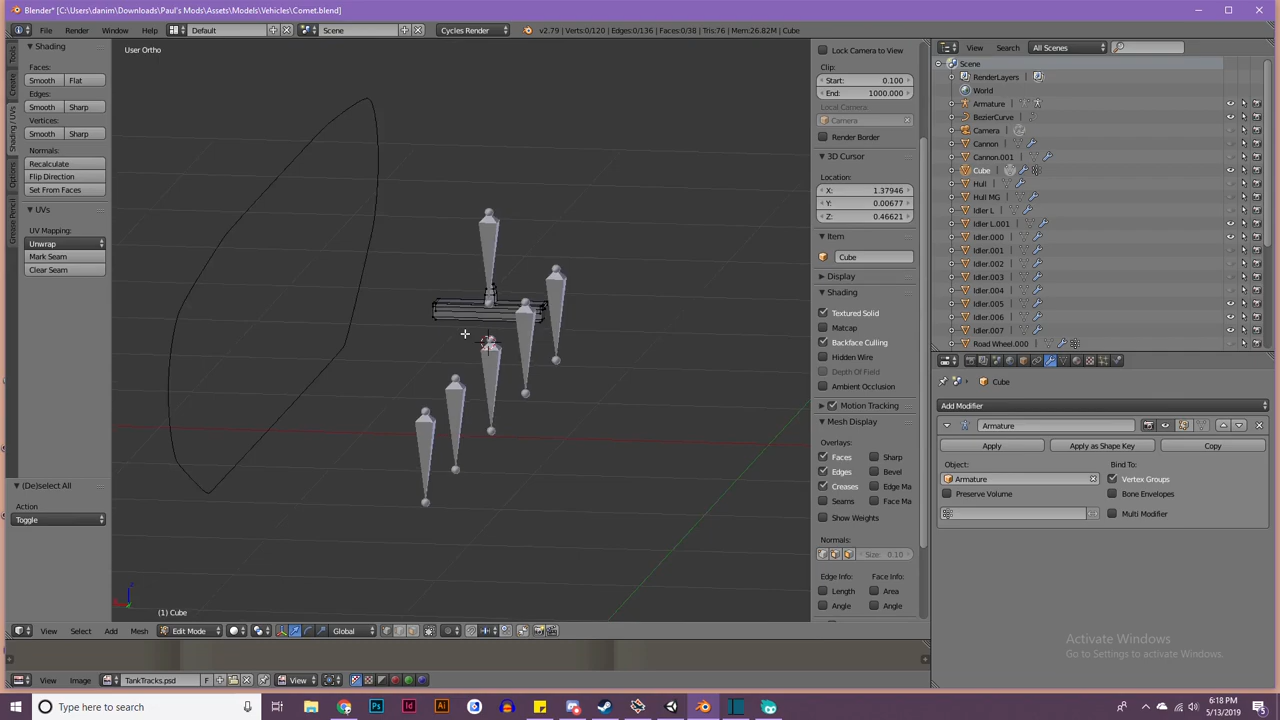 Blender* [C:\Users\danim\Downloads\Paul's Mods\Assets\Models\Vehicles\Comet.blend]
File Render Window Help Default Scene Cycles Render v2.79 | Verts:0/120 | Edges:0/136 | Faces:0/38 | Tris:76 | Mem:26.82M | Cube
Tools
Create
Shading / UVs
Options
Grease Pencil
Shading
Faces:
Smooth Flat
Edges:
Smooth Sharp
Vertices:
Smooth Sharp
Normals:
Recalculate
Flip Direction
Set From Faces
UVs
UV Mapping:
Unwrap
Mark Seam
Clear Seam
(De)select All
Action
Toggle
User Ortho
(1) Cube
Lock Camera to View
Clip:
Start: 0.100
End: 1000.000
Local Camera:
Camera
Render Border
3D Cursor
Location:
X: 1.37946
Y: 0.00677
Z: 0.46621
Item
Cube
Display
Shading
Textured Solid
Matcap
Backface Culling
Hidden Wire
Depth Of Field
Ambient Occlusion
Motion Tracking
Mesh Display
Overlays:
Faces Sharp
Edges Bevel
Creases Edge Ma
Seams Face Ma
Show Weights
Normals:
Size: 0.10
Edge Info: Face Info:
Length Area
Angle Angle
View Search All Scenes
Scene
RenderLayers
World
Armature
BezierCurve
Camera
Cannon
Cannon.001
Cube
Hull
Hull MG
Idler L
Idler L.001
Idler.000
Idler.001
Idler.002
Idler.003
Idler.004
Idler.005
Idler.006
Idler.007
Road Wheel.000
Cube
Add Modifier
Armature
Apply Apply as Shape Key Copy
Object: Bind To:
Armature Vertex Groups
Preserve Volume Bone Envelopes
Multi Modifier
Activate Windows
Go to Settings to activate Windows.
View Select Add Mesh Edit Mode Global
View Image TankTracks.psd F View
Type here to search
6:18 PM
5/13/2019